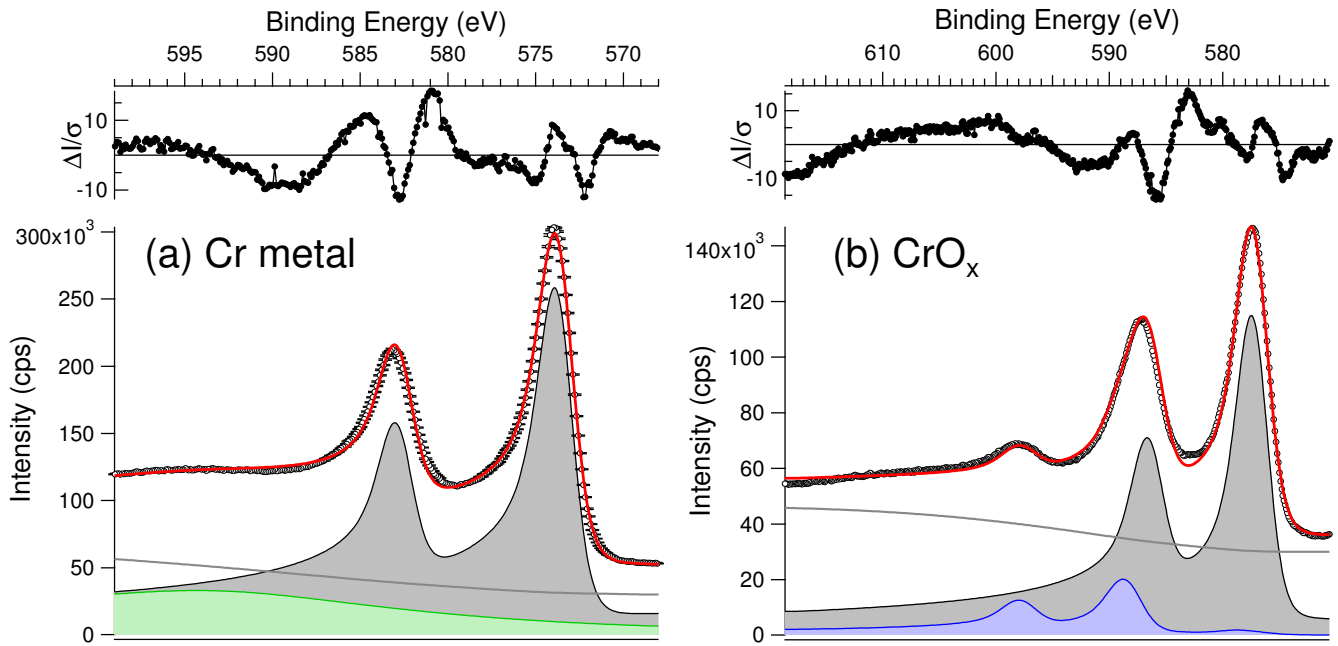 Binding Energy (eV)
595 590 585 580 575 570
ΔI/σ
10
-10
300x10³
250
200
150
100
50
0
Intensity (cps)
(a) Cr metal
Binding Energy (eV)
610 600 590 580
ΔI/σ
10
-10
140x10³
120
100
80
60
40
20
0
Intensity (cps)
(b) CrOₓ